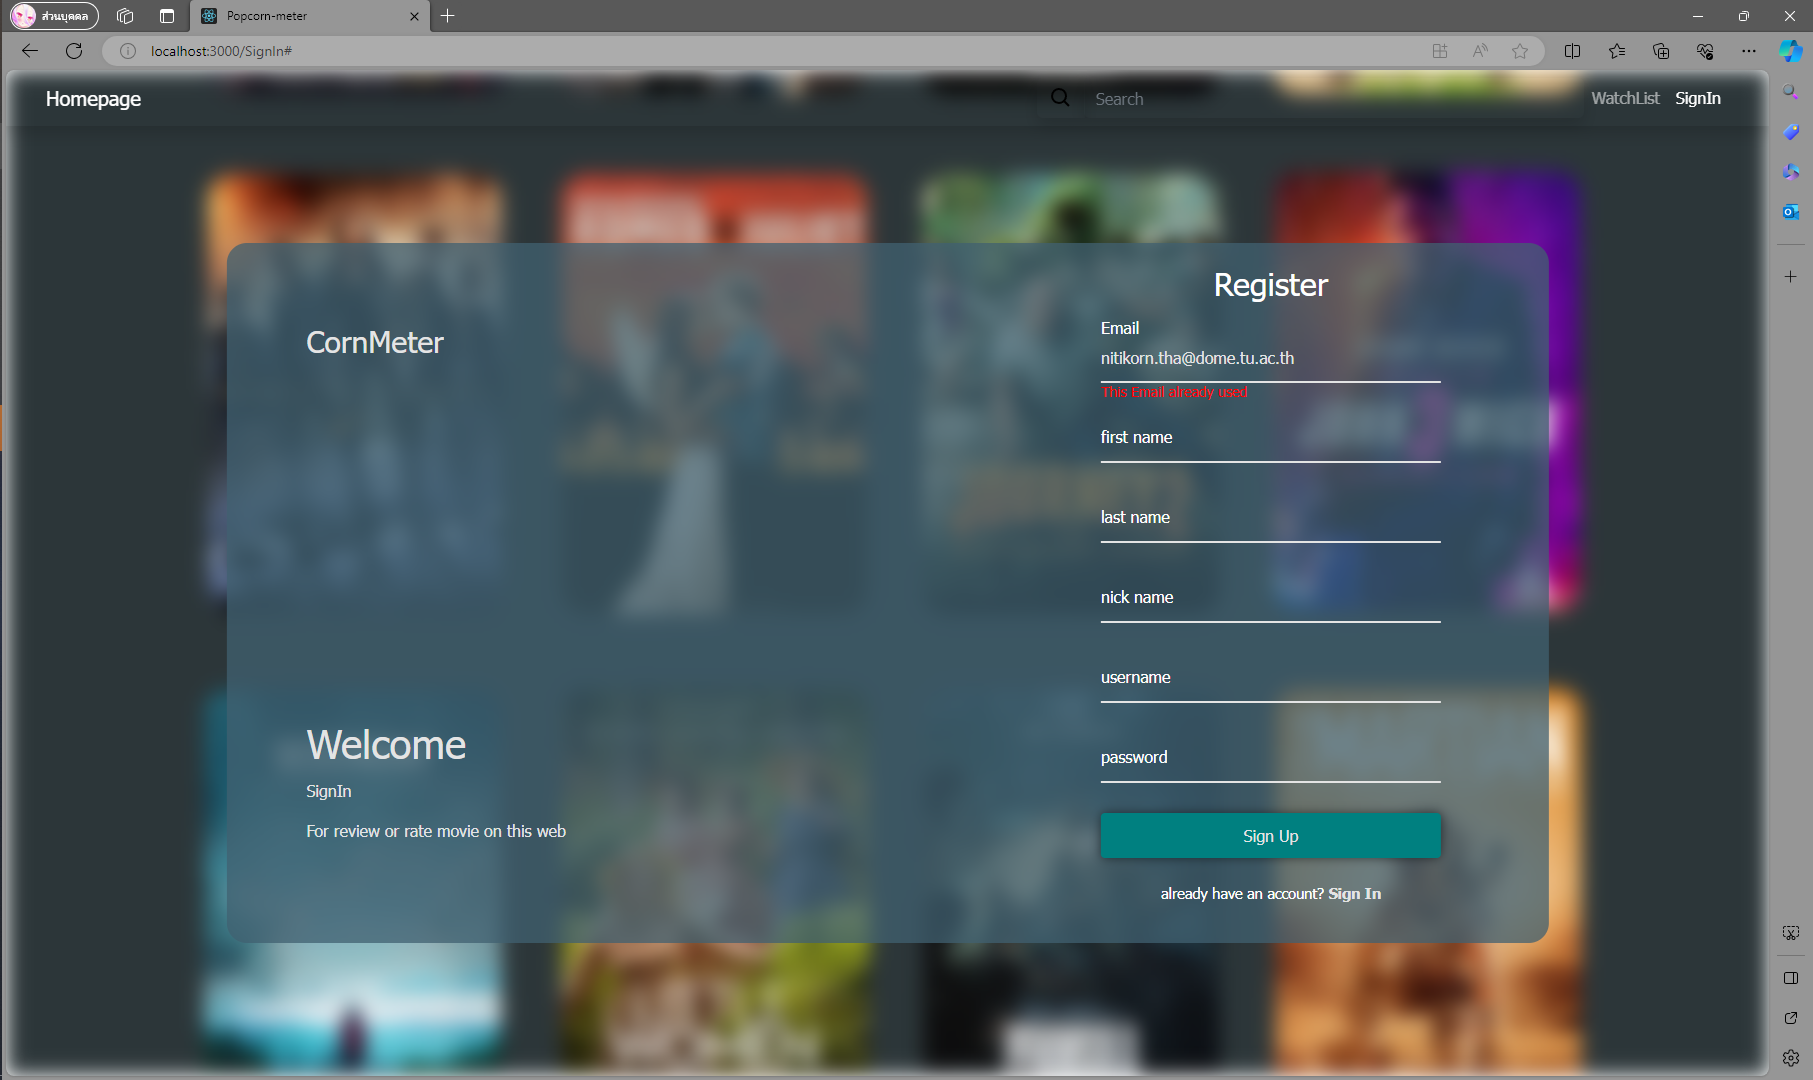 ส่วนบุคคล
Popcorn-meter
localhost:3000/SignIn#
Homepage
Search
WatchList
SignIn
CornMeter
Welcome
SignIn
For review or rate movie on this web
Register
Email
nitikorn.tha@dome.tu.ac.th
This Email already used
first name
last name
nick name
username
password
Sign Up
already have an account? Sign In